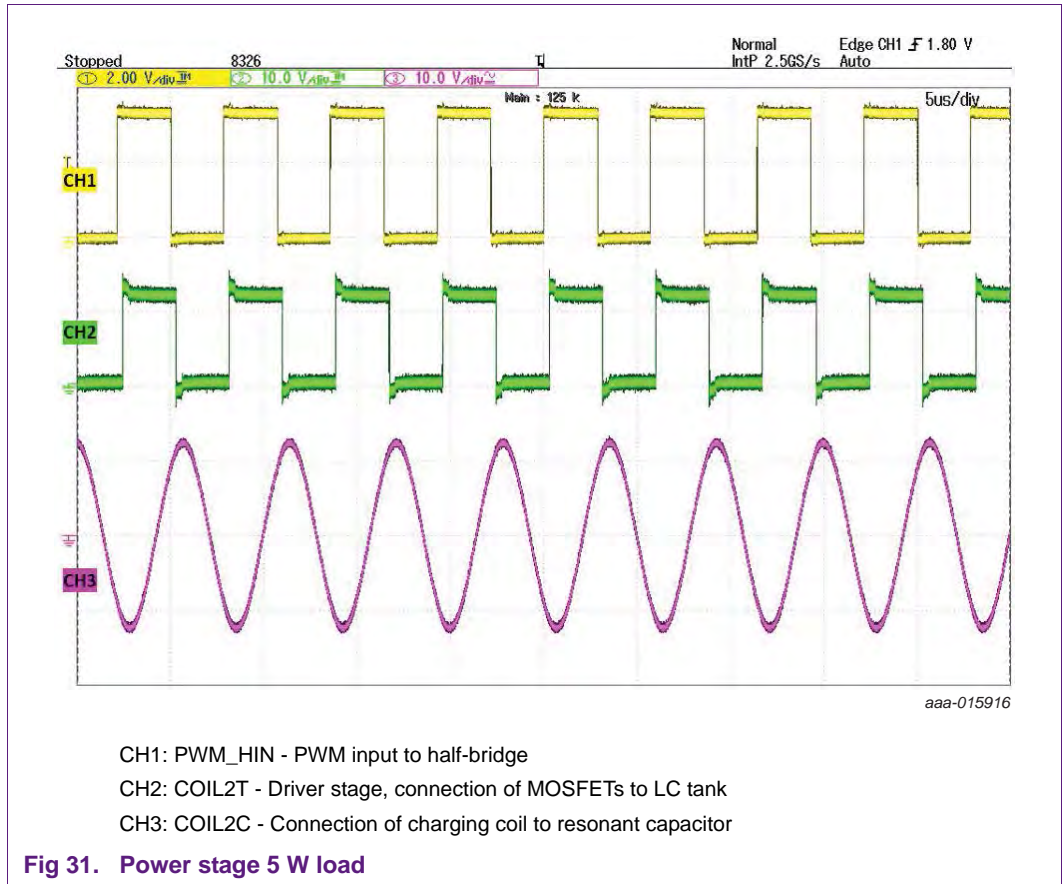 Normal Edge CH1 1.80 V
Stopped 8326 IntP 2.5GS/s Auto
① 2.00 V/div ② 10.0 V/div ③ 10.0 V/div
Main : 125 k 5us/div
CH1
CH2
CH3
aaa-015916
CH1: PWM_HIN - PWM input to half-bridge
CH2: COIL2T - Driver stage, connection of MOSFETs to LC tank
CH3: COIL2C - Connection of charging coil to resonant capacitor
Fig 31. Power stage 5 W load